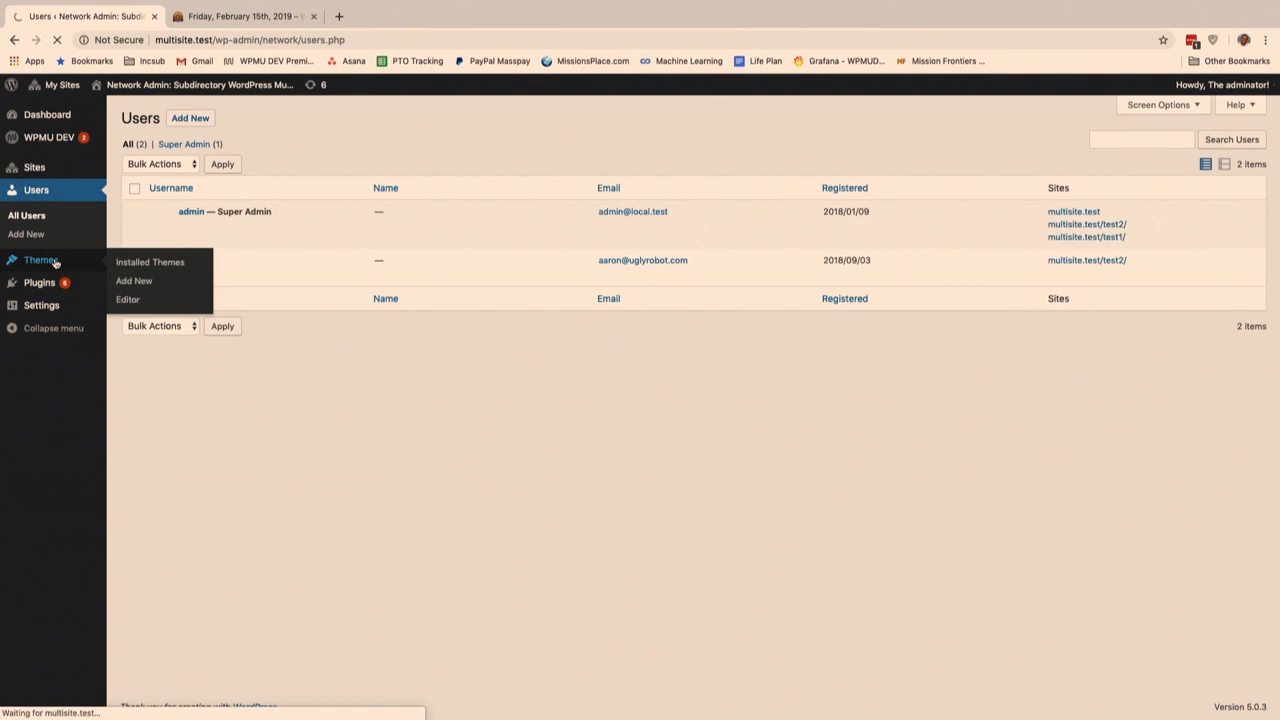 Users ‹ Network Admin: Subdi
Friday, February 15th, 2019 –
Not Secure multisite.test/wp-admin/network/users.php
1
Apps Bookmarks Incsub Gmail WPMU DEV Premi... Asana PTO Tracking PayPal Masspay MissionsPlace.com Machine Learning Life Plan Grafana - WPMUD... MF Mission Frontiers ... Other Bookmarks
My Sites Network Admin: Subdirectory WordPress Mu... 6 Howdy, The adminator!
Dashboard
WPMU DEV 2
Sites
Users
All Users
Add New
Themes
Plugins 6
Settings
Collapse menu
Installed Themes
Add New
Editor
Screen Options Help
Users Add New
All (2) | Super Admin (1)
Search Users
Bulk Actions Apply 2 items
Username Name Email Registered Sites
admin — Super Admin — admin@local.test 2018/01/09 multisite.test
multisite.test/test2/
multisite.test/test1/
— aaron@uglyrobot.com 2018/09/03 multisite.test/test2/
Name Email Registered Sites
Bulk Actions Apply 2 items
Thank you for creating with WordPress.
Version 5.0.3
Waiting for multisite.test...